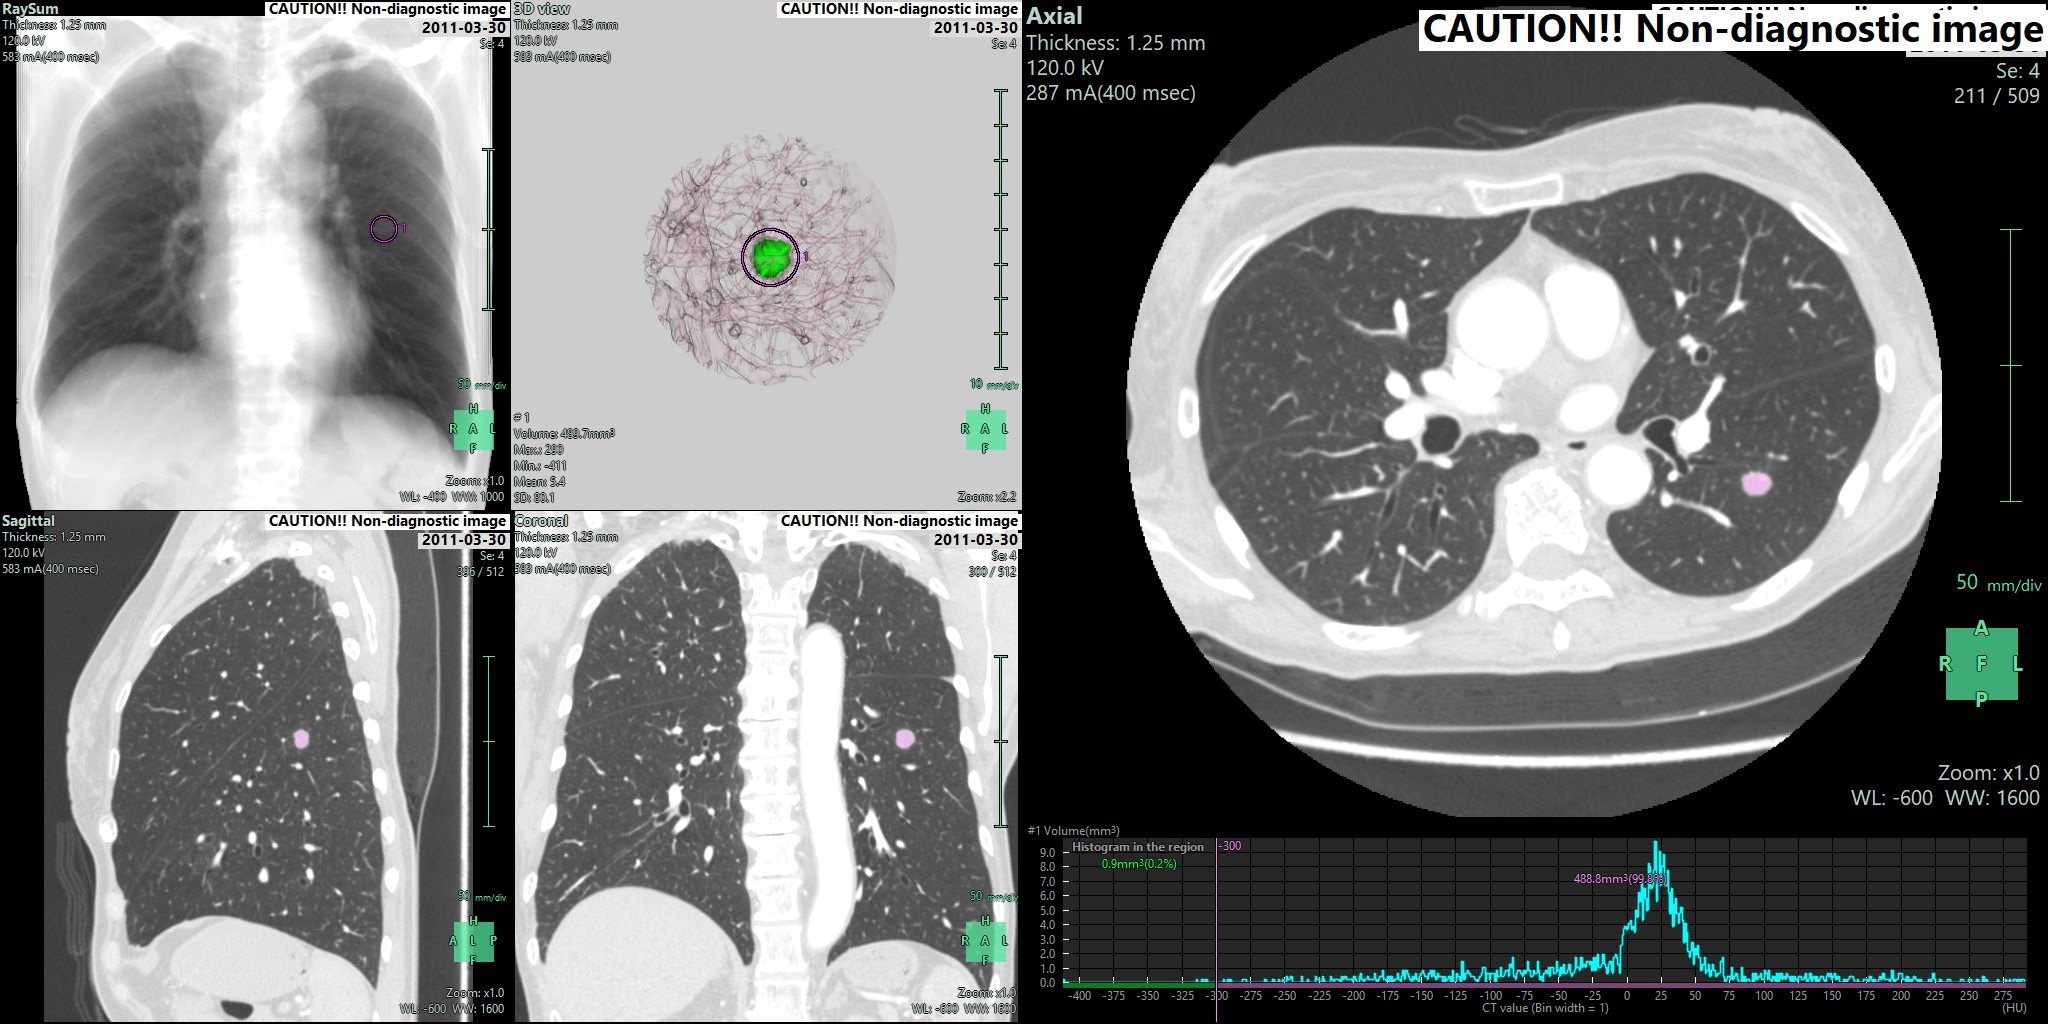 RaySum
CAUTION!! Non-diagnostic image
Thickness: 1.25 mm
2011-03-30
120.0 kV
Se: 4
583 mA(400 msec)
1
50 mm/div
H
R A L
F
Zoom: x1.0
WL: -400 WW: 1000
3D view
CAUTION!! Non-diagnostic image
Thickness: 1.25 mm
2011-03-30
120.0 kV
Se: 4
583 mA(400 msec)
1
10 mm/div
# 1
Volume: 489.7mm³
Max.: 290
Min.: -411
Mean: 5.4
SD: 80.1
H
R A L
F
Zoom: x2.2
Axial
CAUTION!! Non-diagnostic image
Thickness: 1.25 mm
120.0 kV
Se: 4
287 mA(400 msec)
211 / 509
50 mm/div
A
R F L
P
Zoom: x1.0
WL: -600 WW: 1600
Sagittal
CAUTION!! Non-diagnostic image
Thickness: 1.25 mm
2011-03-30
120.0 kV
Se: 4
583 mA(400 msec)
386 / 512
50 mm/div
H
A L P
F
Zoom: x1.0
WL: -600 WW: 1600
Coronal
CAUTION!! Non-diagnostic image
Thickness: 1.25 mm
2011-03-30
120.0 kV
Se: 4
583 mA(400 msec)
300 / 512
50 mm/div
H
R A L
F
Zoom: x1.0
WL: -600 WW: 1600
#1 Volume(mm³)
Histogram in the region
-300
0.9mm³(0.2%)
488.8mm³(99.8%)
9.0
8.0
7.0
6.0
5.0
4.0
3.0
2.0
1.0
0.0
-400 -375 -350 -325 -300 -275 -250 -225 -200 -175 -150 -125 -100 -75 -50 -25 0 25 50 75 100 125 150 175 200 225 250 275
CT value (Bin width = 1)
(HU)